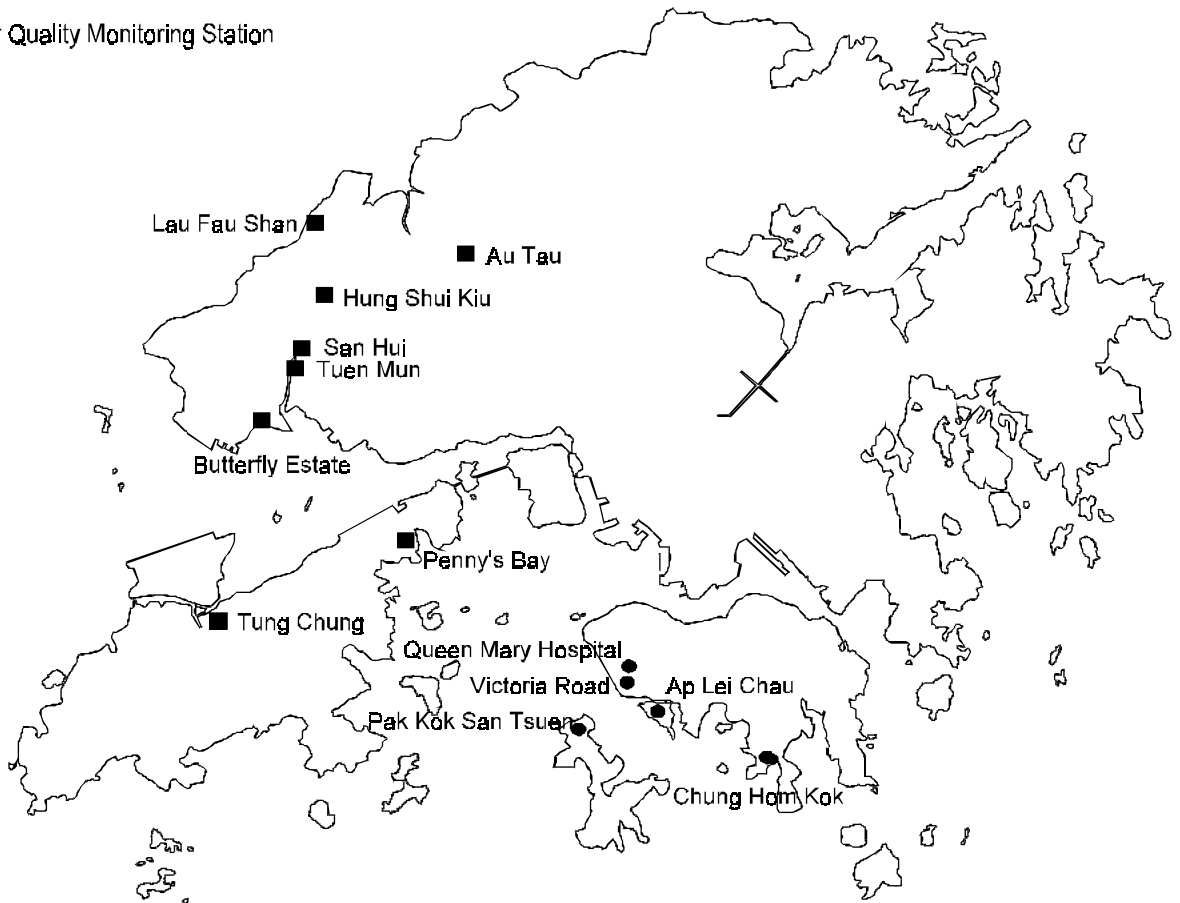 Quality Monitoring Station
Lau Fau Shan
Au Tau
Hung Shui Kiu
San Hui
Tuen Mun
Butterfly Estate
Penny's Bay
Tung Chung
Queen Mary Hospital
Victoria Road
Ap Lei Chau
Pak Kok San Tsuen
Chung Hom Kok